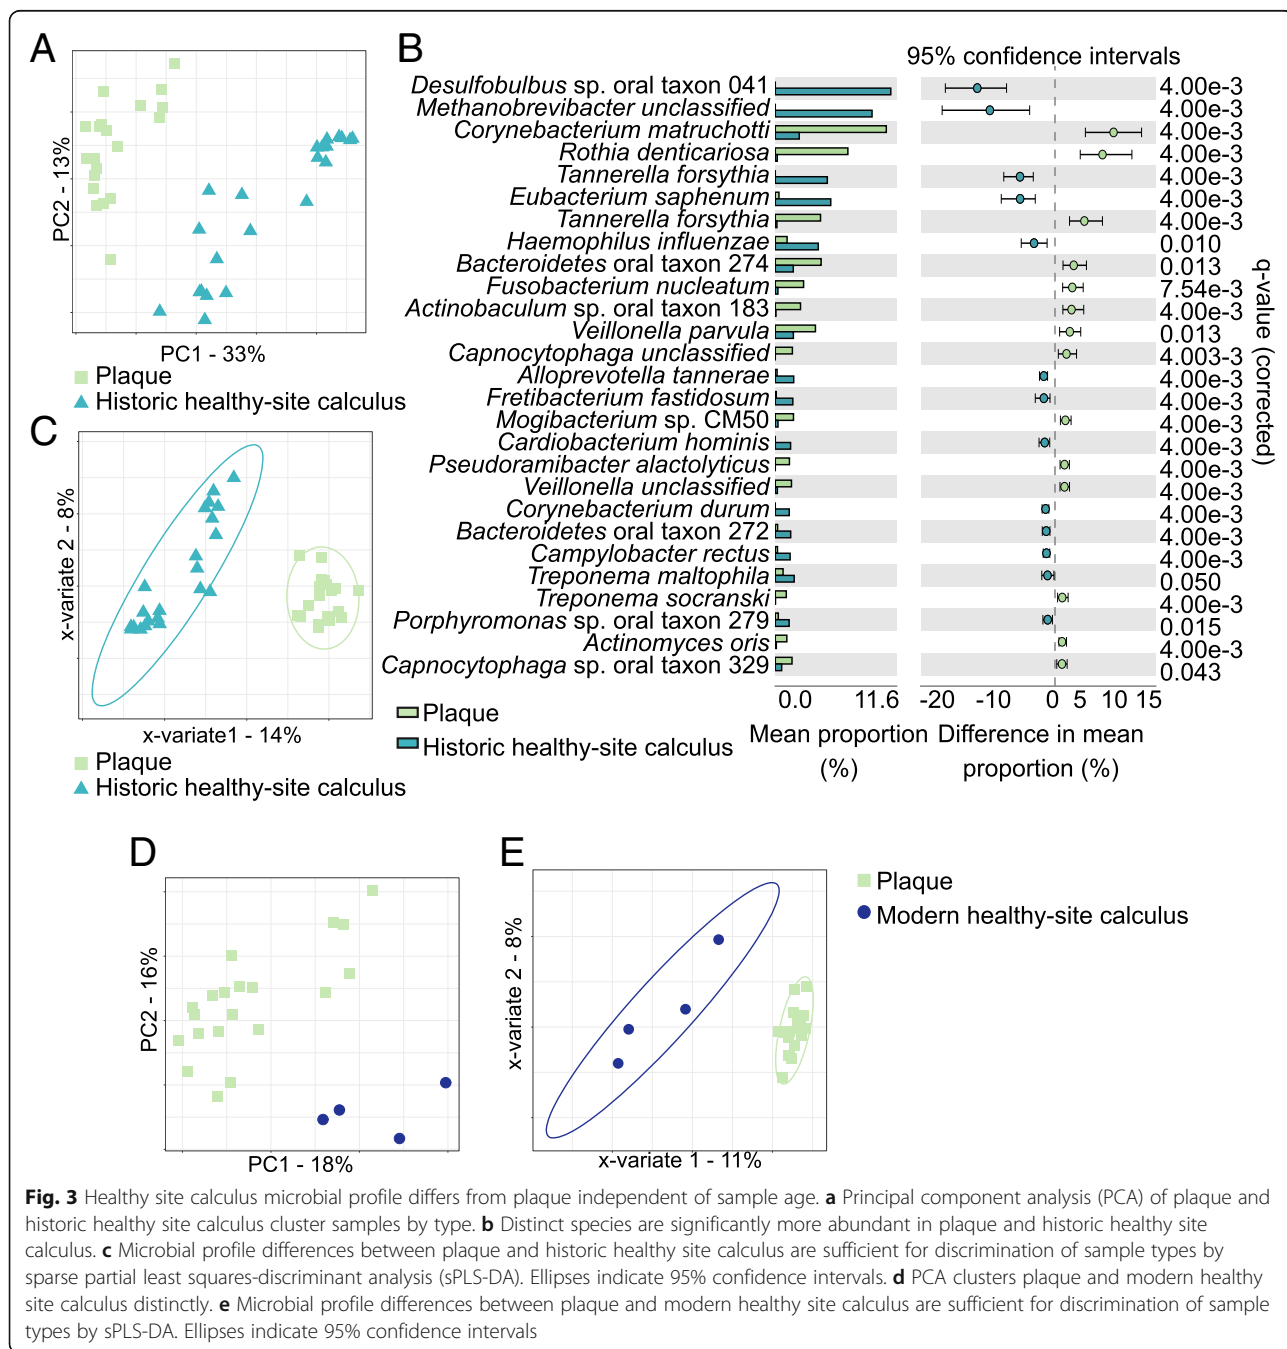 A
PC2 - 13%
PC1 - 33%
Plaque
Historic healthy-site calculus
B
95% confidence intervals
Desulfobulbus sp. oral taxon 041 4.00e-3
Methanobrevibacter unclassified 4.00e-3
Corynebacterium matruchotti 4.00e-3
Rothia denticariosa 4.00e-3
Tannerella forsythia 4.00e-3
Eubacterium saphenum 4.00e-3
Tannerella forsythia 4.00e-3
Haemophilus influenzae 0.010
Bacteroidetes oral taxon 274 0.013
Fusobacterium nucleatum 7.54e-3
Actinobaculum sp. oral taxon 183 4.00e-3
Veillonella parvula 0.013
Capnocytophaga unclassified 4.003-3
Alloprevotella tannerae 4.00e-3
Fretibacterium fastidosum 4.00e-3
Mogibacterium sp. CM50 4.00e-3
Cardiobacterium hominis 4.00e-3
Pseudoramibacter alactolyticus 4.00e-3
Veillonella unclassified 4.00e-3
Corynebacterium durum 4.00e-3
Bacteroidetes oral taxon 272 4.00e-3
Campylobacter rectus 4.00e-3
Treponema maltophila 0.050
Treponema socranski 4.00e-3
Porphyromonas sp. oral taxon 279 0.015
Actinomyces oris 4.00e-3
Capnocytophaga sp. oral taxon 329 0.043
q-value (corrected)
0.0 11.6 -20 -10 0 5 10 15
Plaque
Historic healthy-site calculus
Mean proportion
(%)
Difference in mean
proportion (%)
C
x-variate 2 - 8%
x-variate1 - 14%
Plaque
Historic healthy-site calculus
D
PC2 - 16%
PC1 - 18%
E
x-variate 2 - 8%
x-variate 1 - 11%
Plaque
Modern healthy-site calculus
Fig. 3 Healthy site calculus microbial profile differs from plaque independent of sample age. a Principal component analysis (PCA) of plaque and
historic healthy site calculus cluster samples by type. b Distinct species are significantly more abundant in plaque and historic healthy site
calculus. c Microbial profile differences between plaque and historic healthy site calculus are sufficient for discrimination of sample types by
sparse partial least squares-discriminant analysis (sPLS-DA). Ellipses indicate 95% confidence intervals. d PCA clusters plaque and modern healthy
site calculus distinctly. e Microbial profile differences between plaque and modern healthy site calculus are sufficient for discrimination of sample
types by sPLS-DA. Ellipses indicate 95% confidence intervals